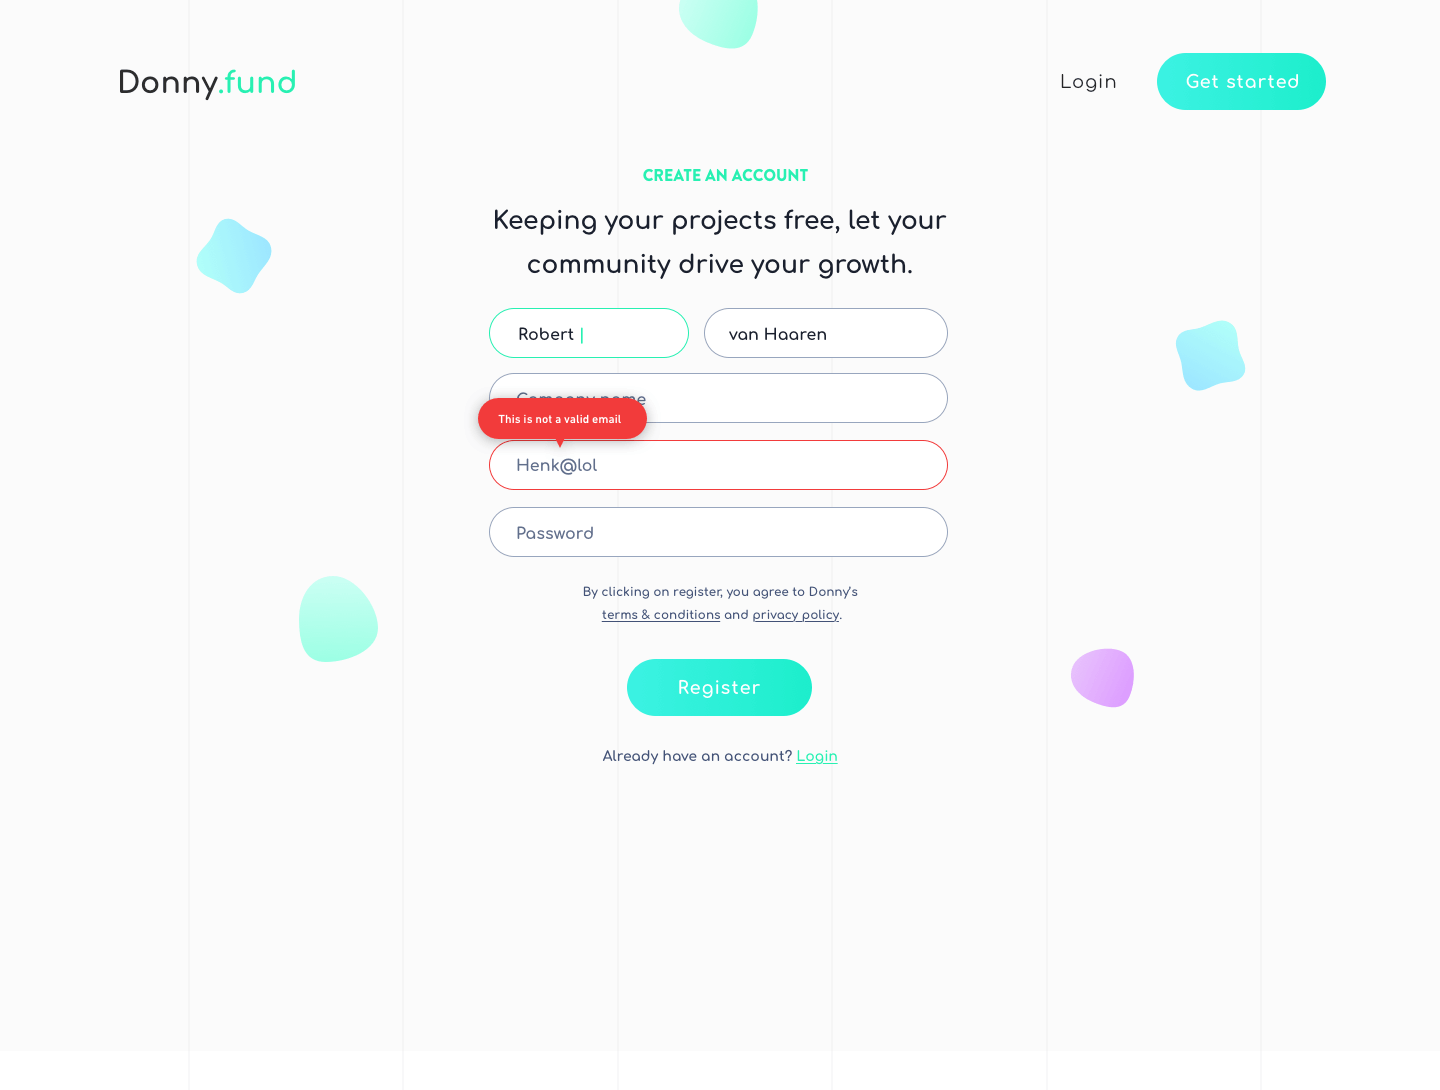 Donny.fund
Login
Get started
CREATE AN ACCOUNT
Keeping your projects free, let your
community drive your growth.
Robert |
van Haaren
Company name
This is not a valid email
Henk@lol
Password
By clicking on register, you agree to Donny's
terms & conditions and privacy policy.
Register
Already have an account? Login